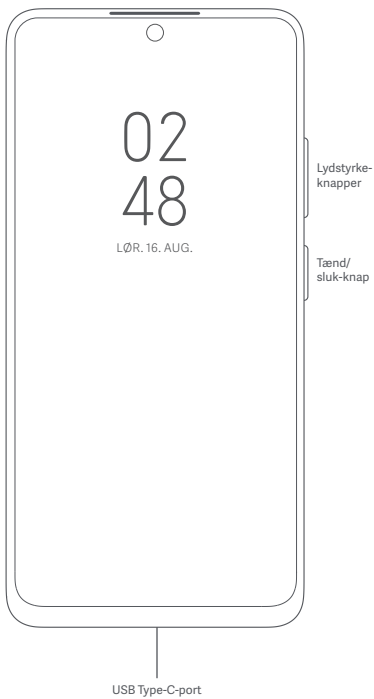 02
48
LØR. 16. AUG.
Lydstyrke-
knapper
Tænd/
sluk-knap
USB Type-C-port